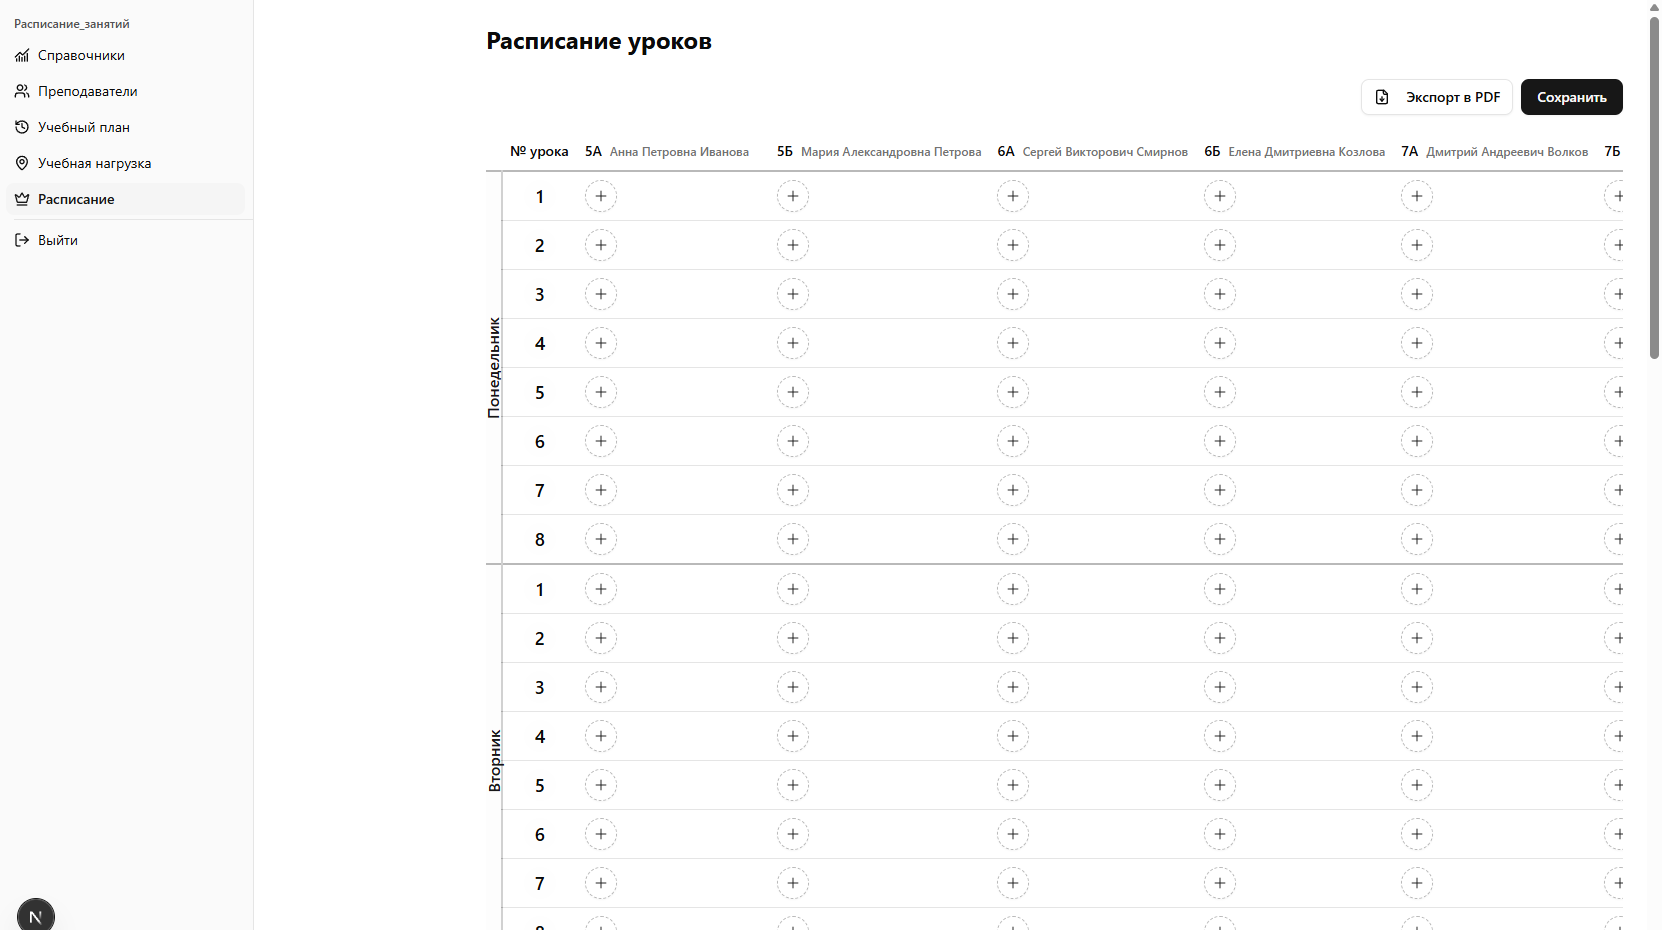 Расписание_занятий
Справочники
Преподаватели
Учебный план
Учебная нагрузка
Расписание
Выйти
N
Расписание уроков
Экспорт в PDF
Сохранить
№ урока 5А Анна Петровна Иванова 5Б Мария Александровна Петрова 6А Сергей Викторович Смирнов 6Б Елена Дмитриевна Козлова 7А Дмитрий Андреевич Волков 7Б
Понедельник
1 + + + + + +
2 + + + + + +
3 + + + + + +
4 + + + + + +
5 + + + + + +
6 + + + + + +
7 + + + + + +
8 + + + + + +
Вторник
1 + + + + + +
2 + + + + + +
3 + + + + + +
4 + + + + + +
5 + + + + + +
6 + + + + + +
7 + + + + + +
8